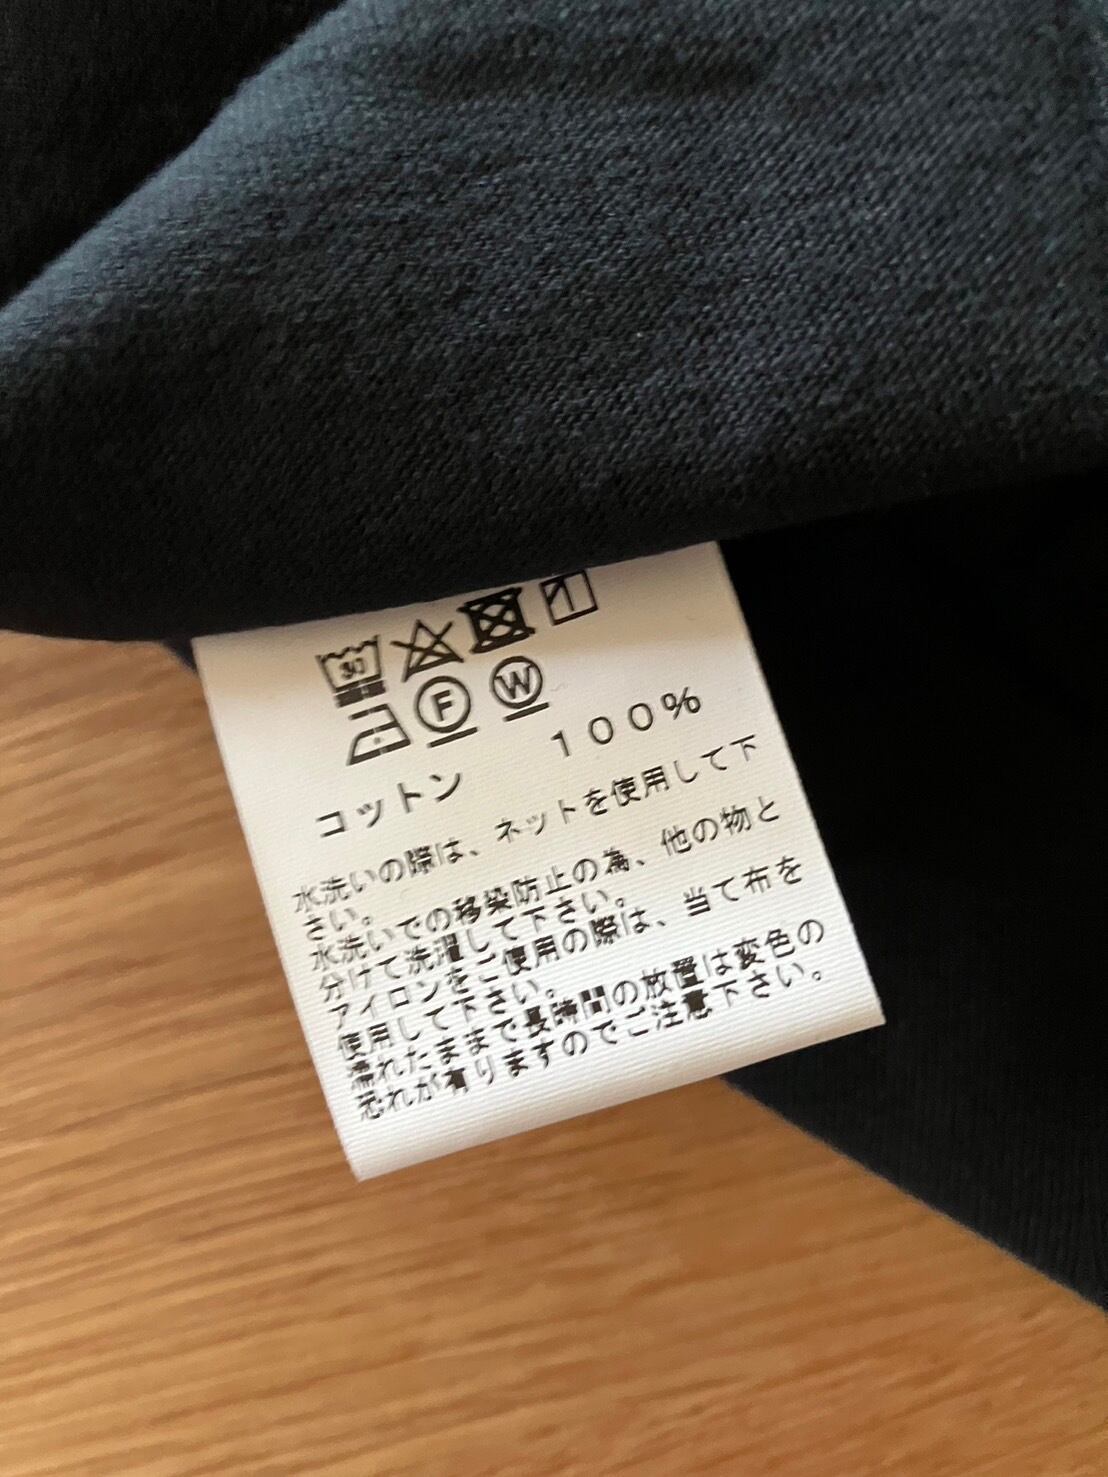 30
F W
コットン 100%
水洗いの際は、ネットを使用して下
さい。
水洗いでの移染防止の為、他の物と
分けて洗濯して下さい。
アイロンをご使用の際は、当て布を
使用して下さい。
濡れたままで長時間の放置は変色の
恐れが有りますのでご注意下さい。